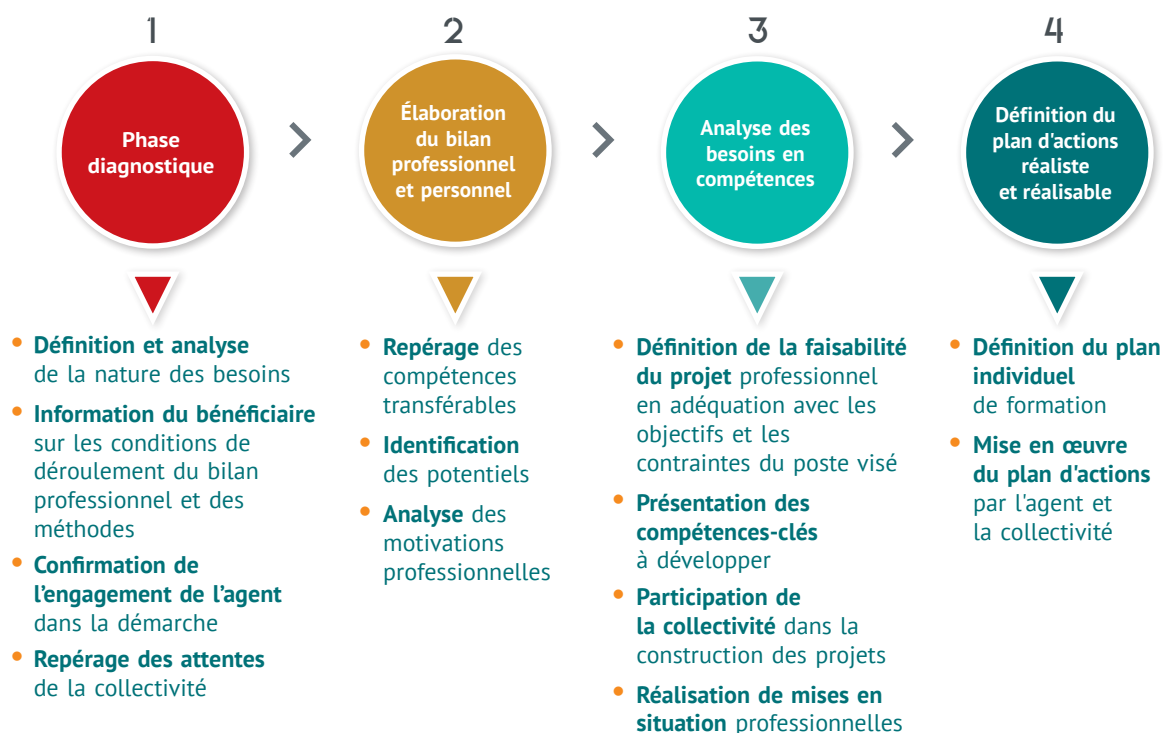 1
Phase
diagnostique
Définition et analyse
de la nature des besoins
Information du bénéficiaire
sur les conditions de
déroulement du bilan
professionnel et des
méthodes
Confirmation de
l’engagement de l’agent
dans la démarche
Repérage des attentes
de la collectivité
2
Élaboration
du bilan
professionnel
et personnel
Repérage des
compétences
transférables
Identification
des potentiels
Analyse des
motivations
professionnelles
3
Analyse des
besoins en
compétences
Définition de la faisabilité
du projet professionnel
en adéquation avec les
objectifs et les
contraintes du poste visé
Présentation des
compétences-clés
à développer
Participation de
la collectivité dans la
construction des projets
Réalisation de mises en
situation professionnelles
4
Définition du
plan d'actions
réaliste
et réalisable
Définition du plan
individuel
de formation
Mise en œuvre
du plan d'actions
par l'agent et
la collectivité